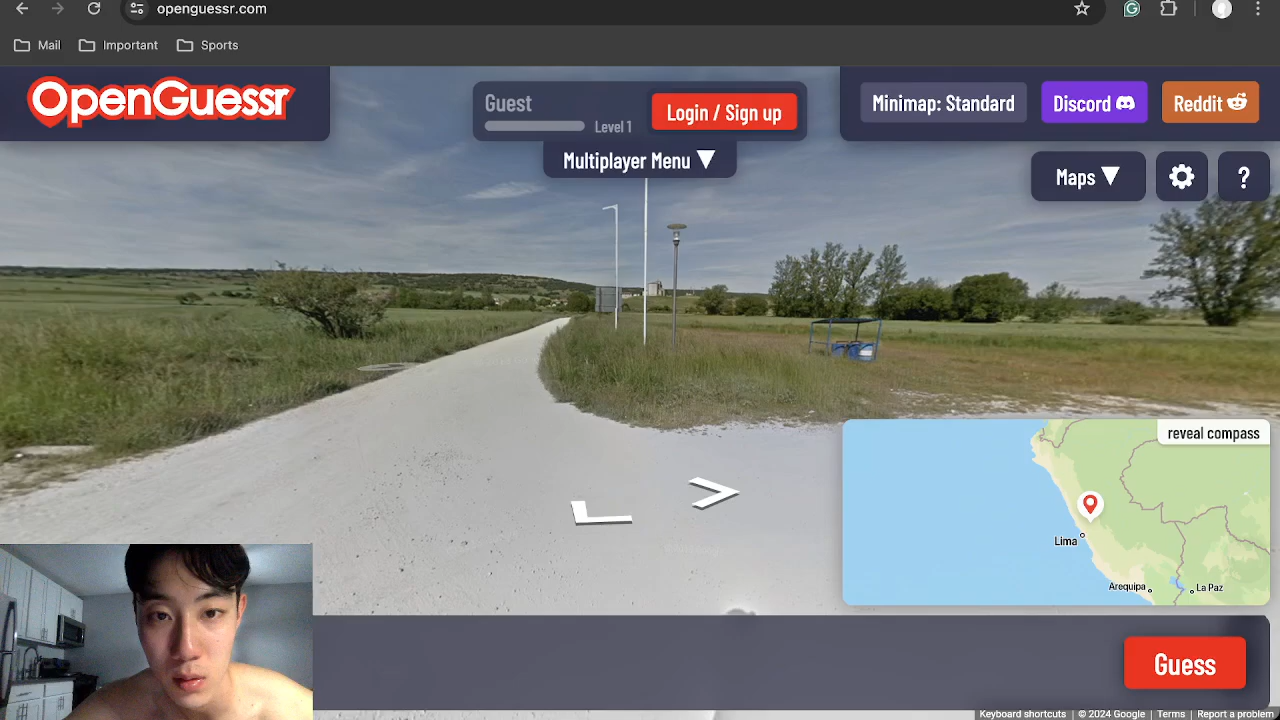 openguessr.com
Mail
Important
Sports
OpenGuessr
Guest
Level 1
Login / Sign up
Minimap: Standard
Discord
Reddit
Multiplayer Menu ▼
Maps ▼
?
reveal compass
Lima
Arequipa
La Paz
Guess
Keyboard shortcuts
© 2024 Google
Terms
Report a problem